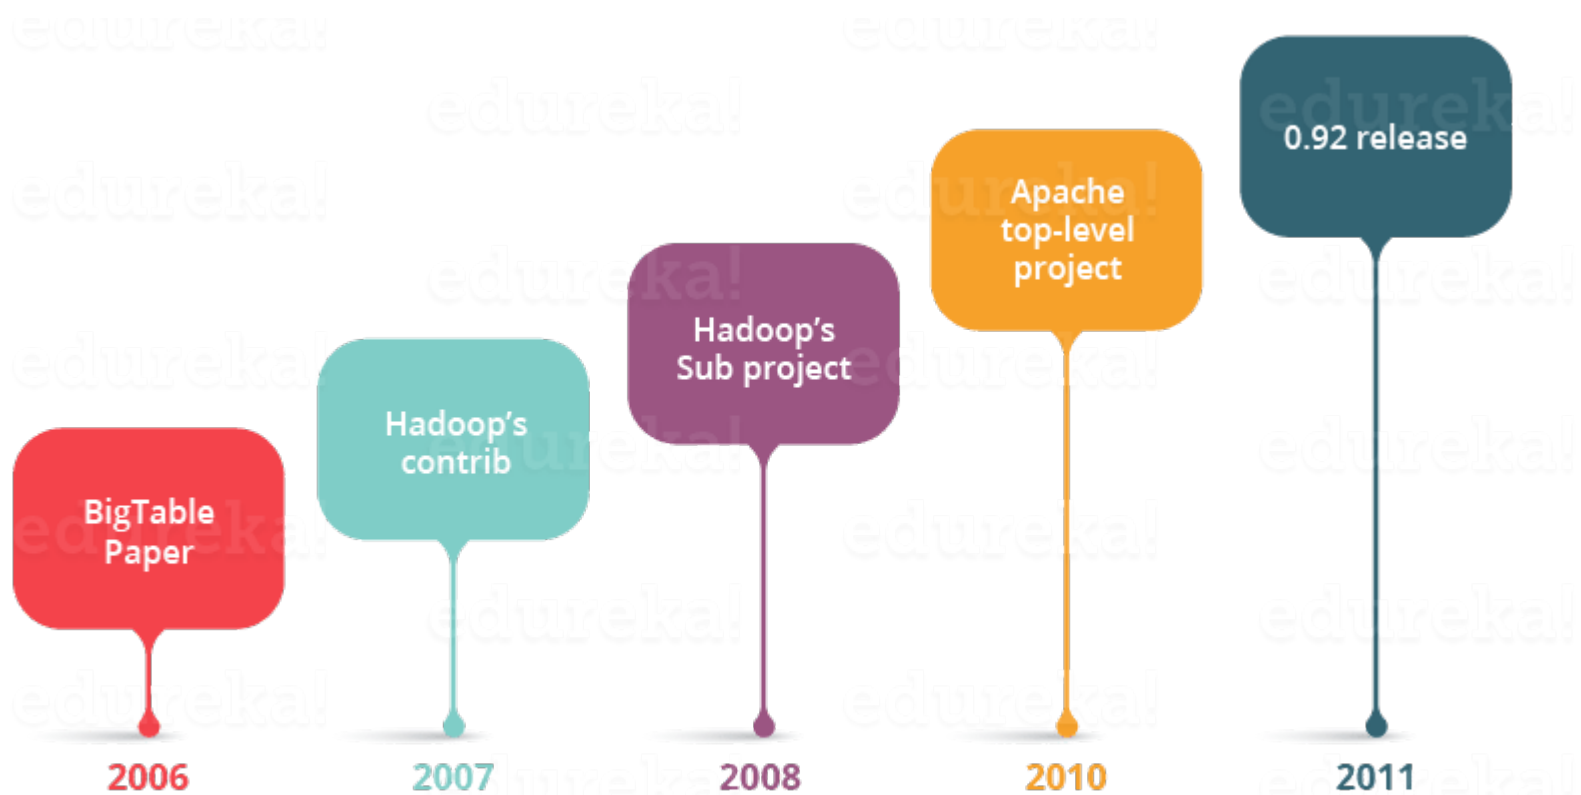 BigTable
Paper
2006
Hadoop’s
contrib
2007
Hadoop’s
Sub project
2008
Apache
top-level
project
2010
0.92 release
2011
edureka!